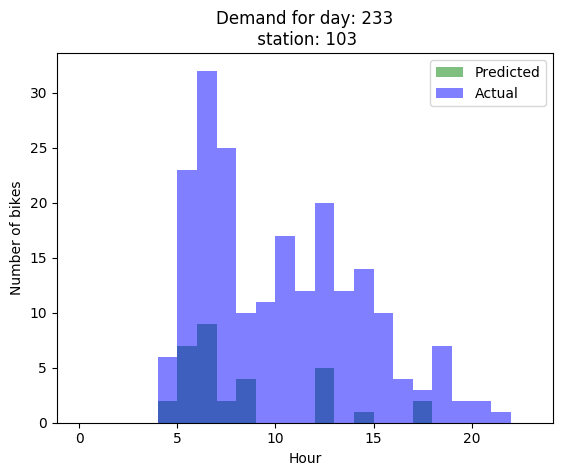 Demand for day: 233
station: 103
Predicted
Actual
Number of bikes
30
25
20
15
10
5
0
0 5 10 15 20
Hour